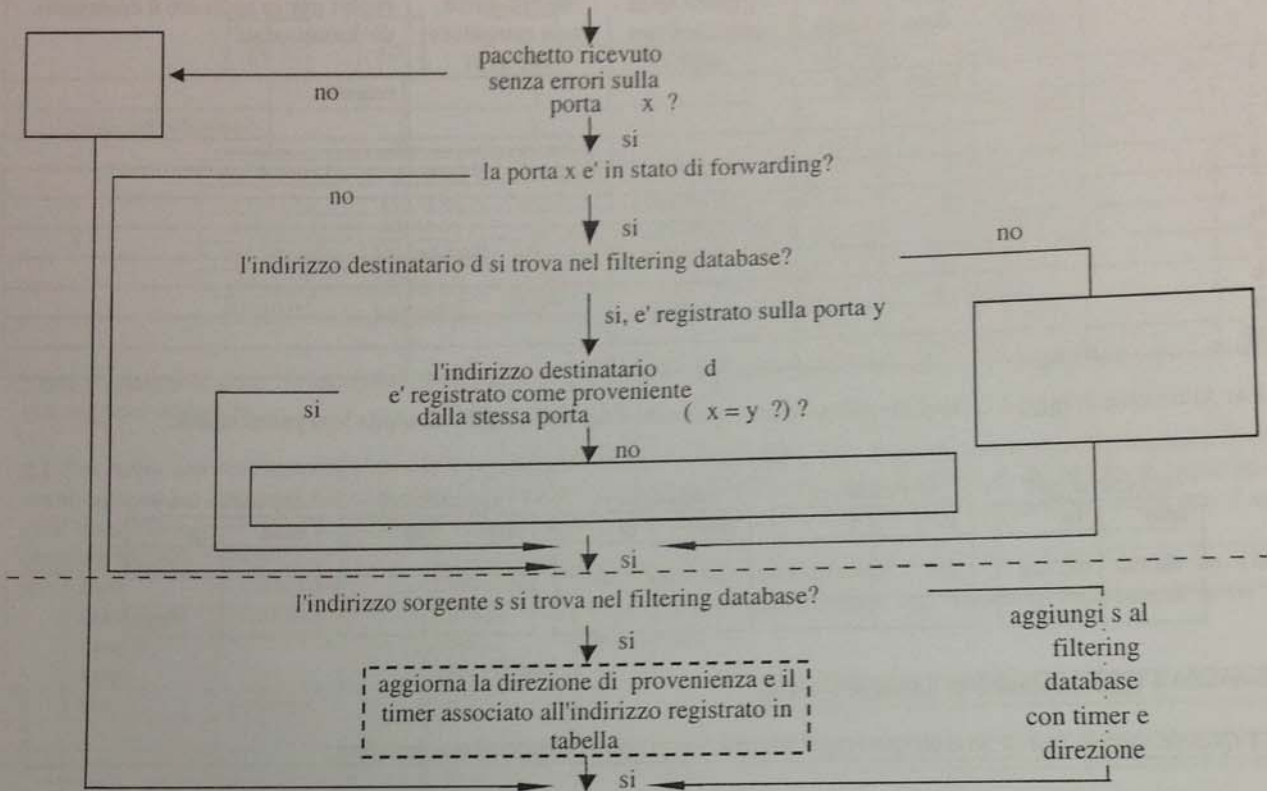 pacchetto ricevuto
senza errori sulla
porta x ?
no
si
la porta x e' in stato di forwarding?
no
si
no
l'indirizzo destinatario d si trova nel filtering database?
si, e' registrato sulla porta y
l'indirizzo destinatario d
e' registrato come proveniente
dalla stessa porta ( x = y ?) ?
si
no
si
l'indirizzo sorgente s si trova nel filtering database?
si
aggiungi s al
filtering
database
con timer e
direzione
aggiorna la direzione di provenienza e il
timer associato all'indirizzo registrato in
tabella
si